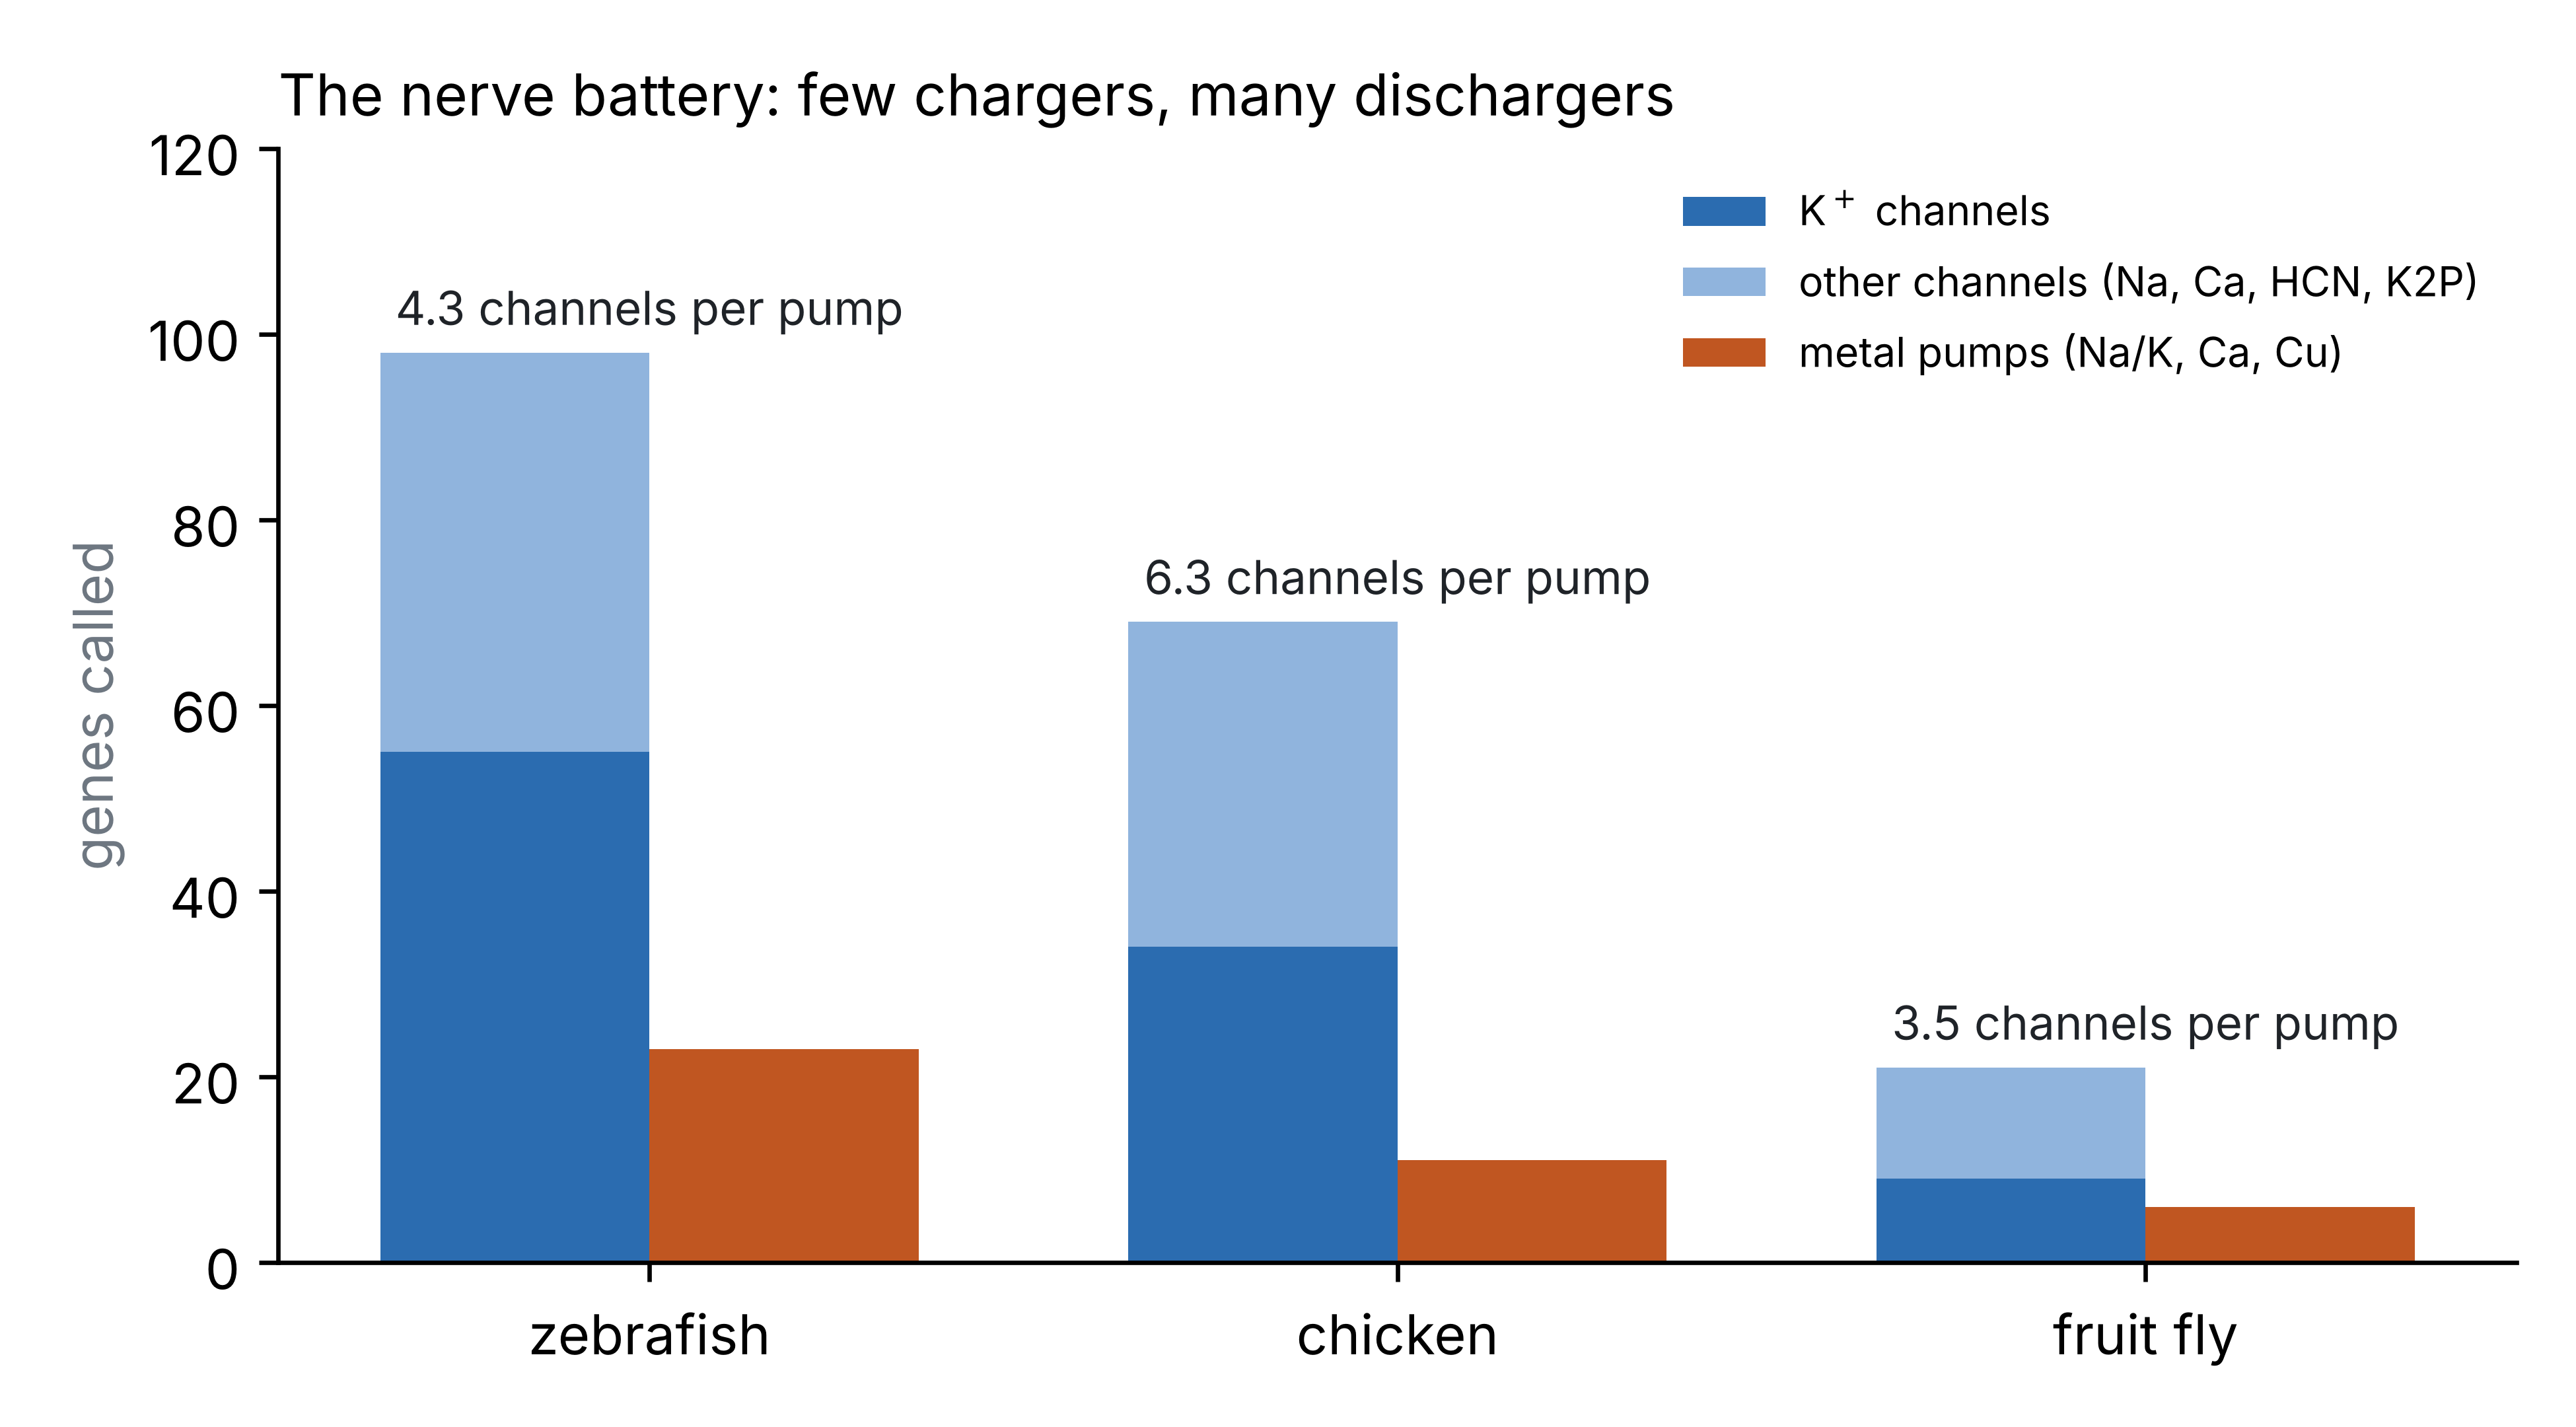 The nerve battery: few chargers, many dischargers
120
100
80
60
40
20
0
genes called
K⁺ channels
other channels (Na, Ca, HCN, K2P)
metal pumps (Na/K, Ca, Cu)
4.3 channels per pump
6.3 channels per pump
3.5 channels per pump
zebrafish
chicken
fruit fly